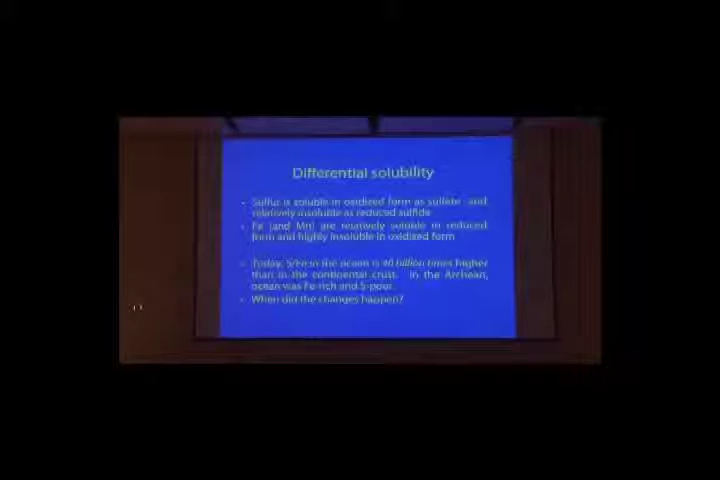 Differential solubility
- Sulfur is soluble in oxidized form as sulfate and
relatively insoluble as reduced sulfide
- Fe (and Mn) are relatively soluble in reduced
form and highly insoluble in oxidized form
- Today, S/Fe in the ocean is 40 billion times higher
than in the continental crust. In the Archean,
ocean was Fe-rich and S-poor.
- When did the changes happen?